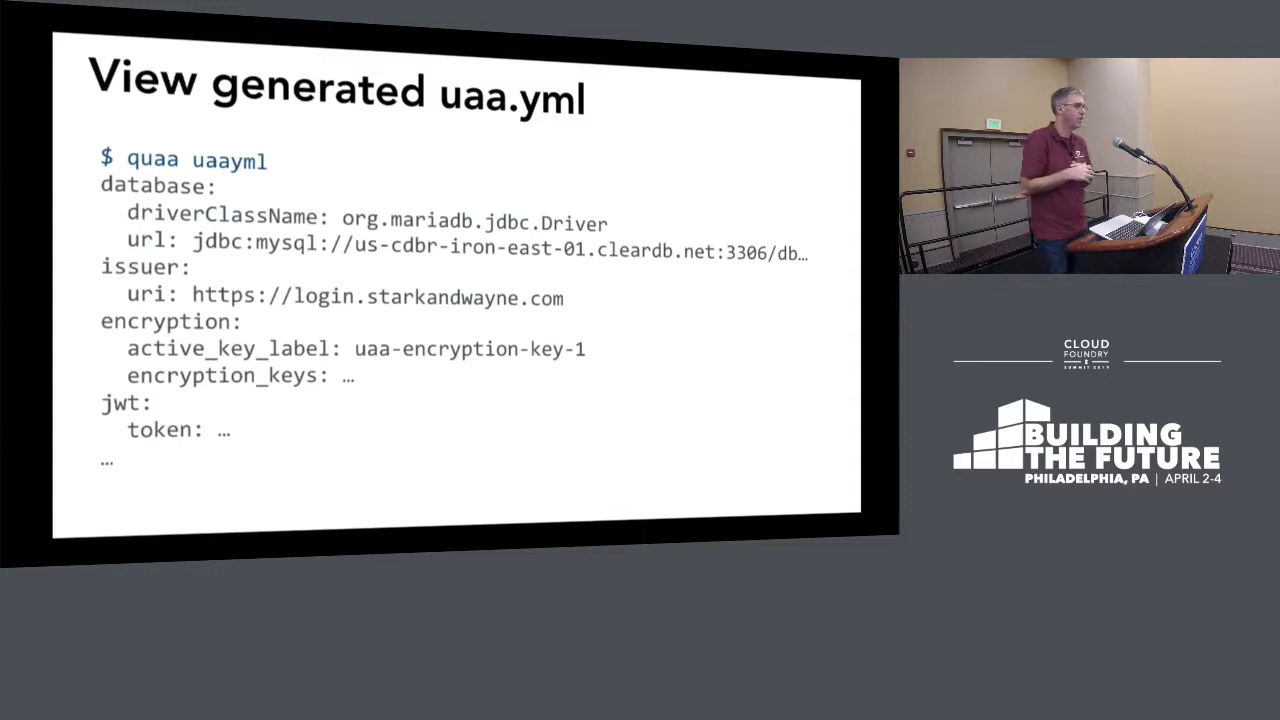 View generated uaa.yml
$ quaa uaayml
database:
driverClassName: org.mariadb.jdbc.Driver
url: jdbc:mysql://us-cdbr-iron-east-01.cleardb.net:3306/db…
issuer:
uri: https://login.starkandwayne.com
encryption:
active_key_label: uaa-encryption-key-1
encryption_keys: …
jwt:
token: …
…
CLOUD
FOUNDRY
SUMMIT 2019
BUILDING
THE FUTURE
PHILADELPHIA, PA | APRIL 2-4